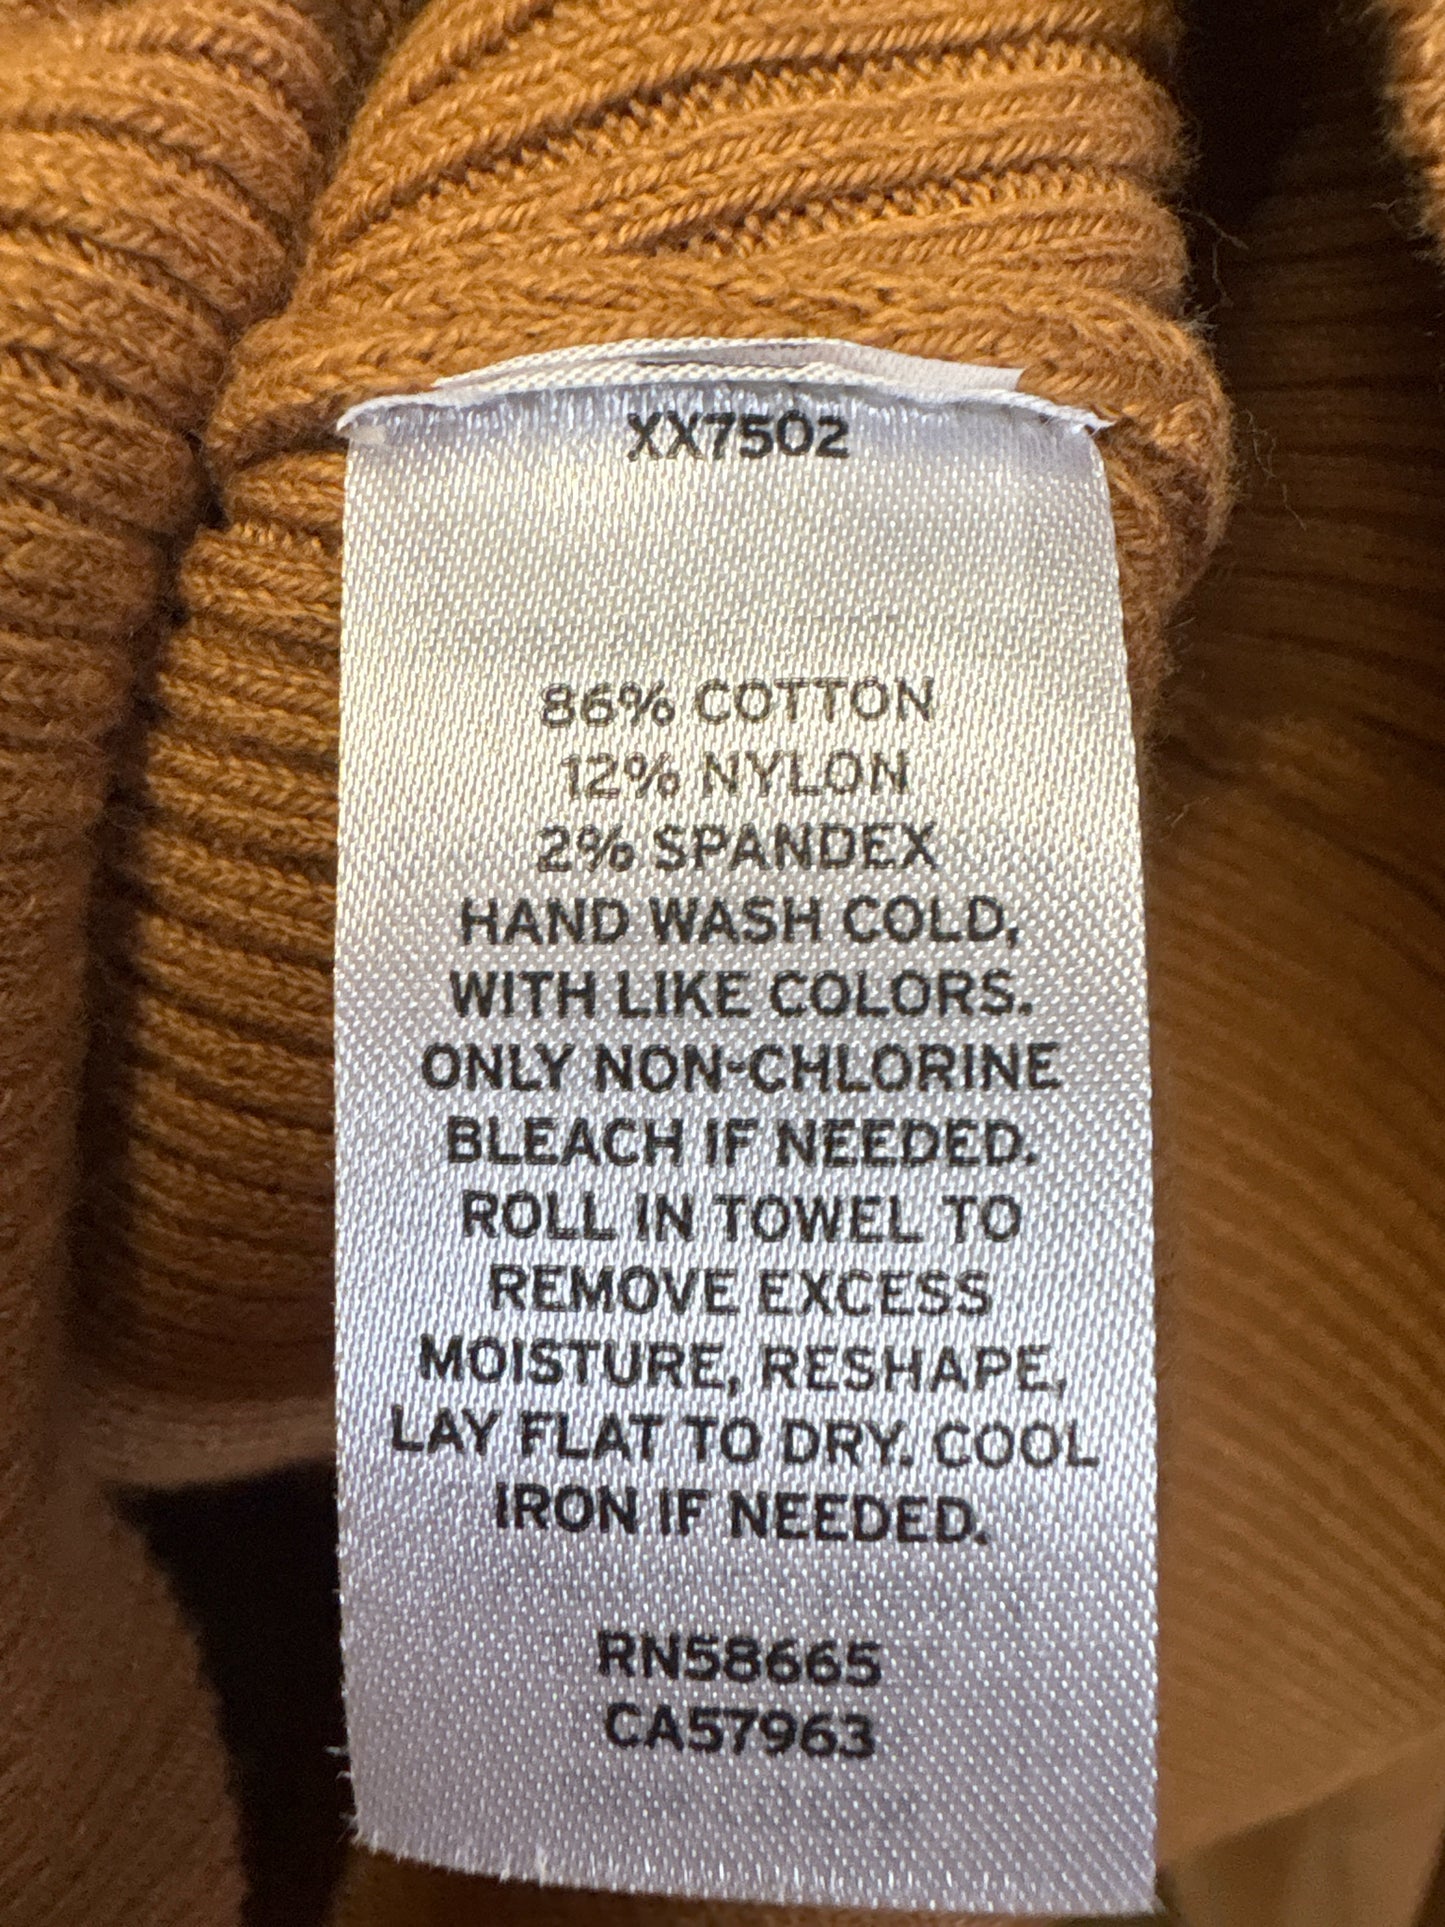 XX7502
86% COTTON
12% NYLON
2% SPANDEX
HAND WASH COLD,
WITH LIKE COLORS.
ONLY NON-CHLORINE
BLEACH IF NEEDED.
ROLL IN TOWEL TO
REMOVE EXCESS
MOISTURE, RESHAPE,
LAY FLAT TO DRY. COOL
IRON IF NEEDED.
RN58665
CA57963